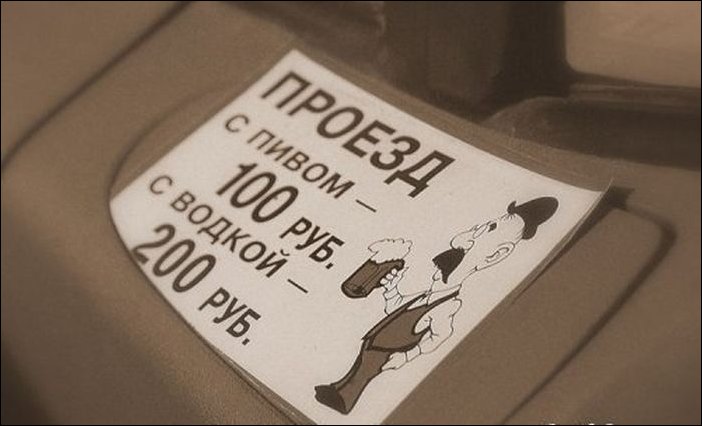 ПРОЕЗД
С ПИВОМ –
100 РУБ.
С ВОДКОЙ –
200 РУБ.